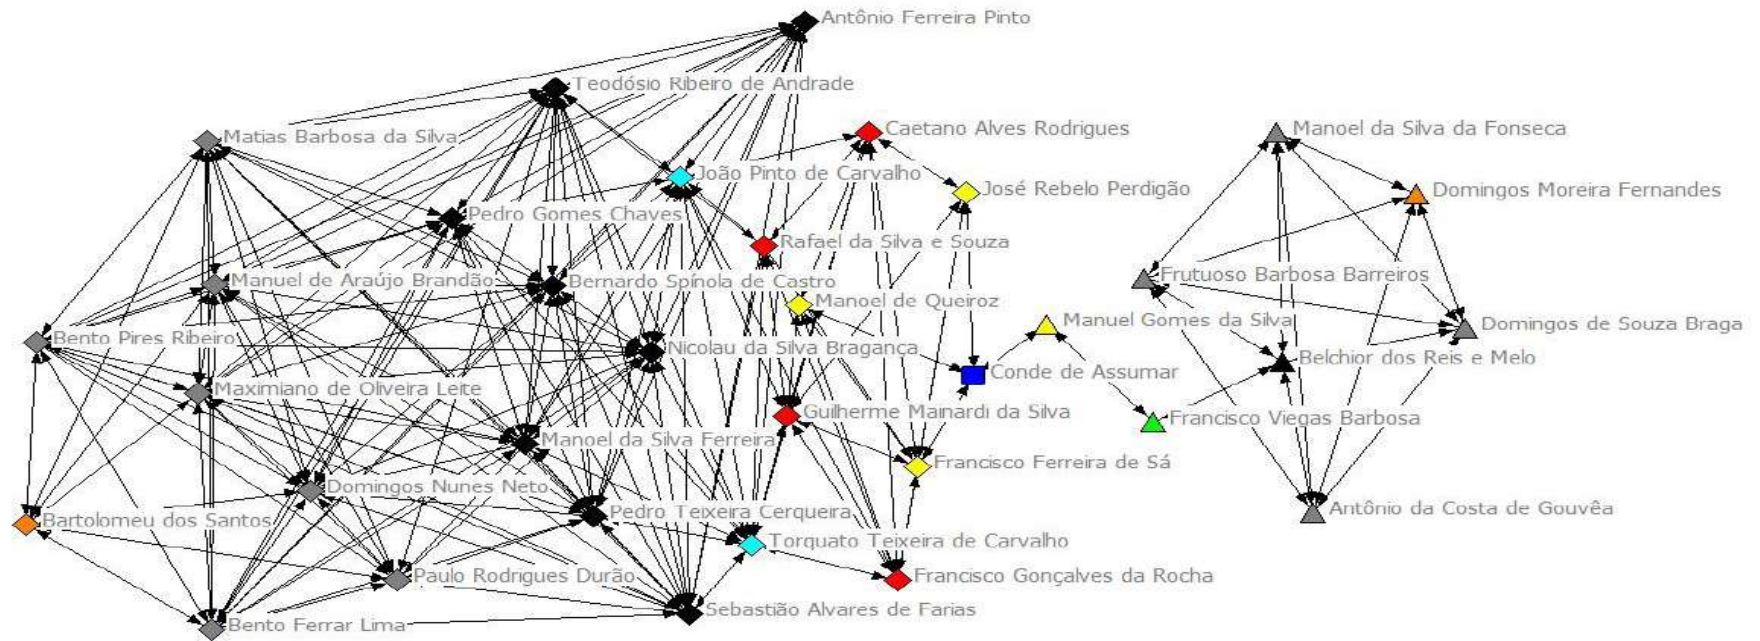 Antônio Ferreira Pinto
Teodósio Ribeiro de Andrade
Matias Barbosa da Silva
Caetano Alves Rodrigues
Manoel da Silva da Fonseca
João Pinto de Carvalho
José Rebelo Perdigão
Domingos Moreira Fernandes
Pedro Gomes Chaves
Rafael da Silva e Souza
Manuel de Araújo Brandão
Bernardo Spínola de Castro
Frutuoso Barbosa Barreiros
Manoel de Queiroz
Manuel Gomes da Silva
Domingos de Souza Braga
Bento Pires Ribeiro
Nicolau da Silva Bragança
Belchior dos Reis e Melo
Conde de Assumar
Maximiano de Oliveira Leite
Guilherme Mainardi da Silva
Francisco Viegas Barbosa
Manoel da Silva Ferreira
Francisco Ferreira de Sá
Domingos Nunes Neto
Bartolomeu dos Santos
Pedro Teixeira Cerqueira
Antônio da Costa de Gouvêa
Torquato Teixeira de Carvalho
Paulo Rodrigues Durão
Francisco Gonçalves da Rocha
Sebastião Alvares de Farias
Bento Ferrar Lima